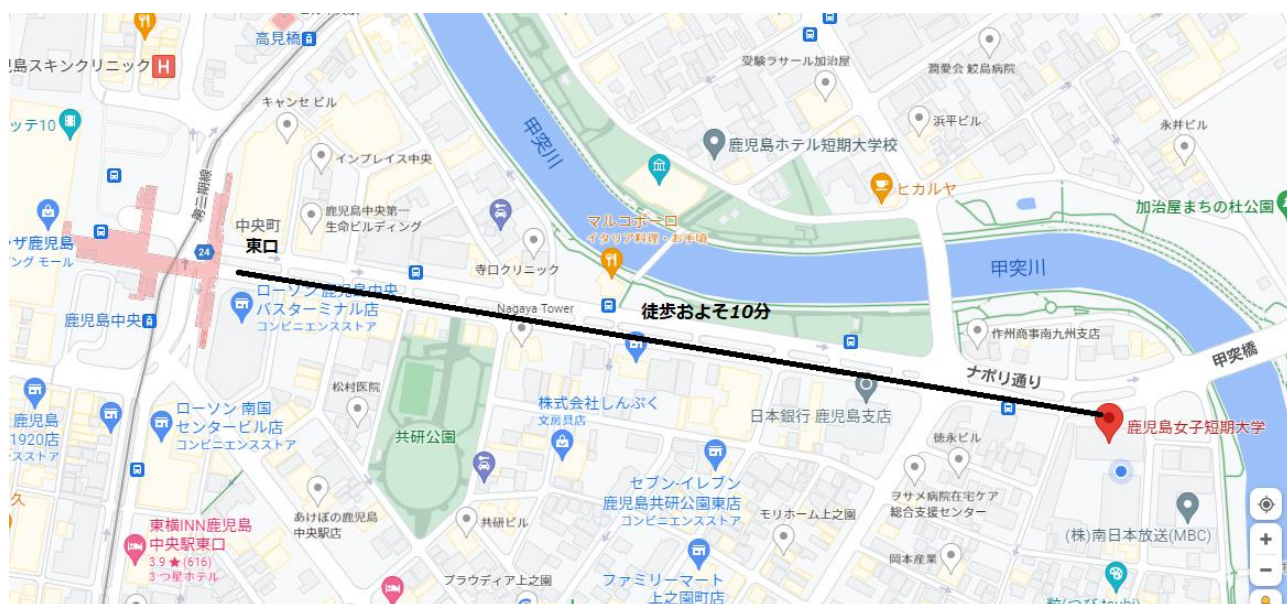 高見橋
児島スキンクリニック
H
受験ラサール加治屋
潤愛会 鮫島病院
キャンセ ビル
ッテ10
甲突川
鹿児島ホテル短期大学校
浜平ビル
永井ビル
インプレイス中央
第二期線
ヒカルヤ
加治屋まちの杜公園
中央町
鹿児島中央第一
生命ビルディング
マルコポーロ
イタリア料理・お手頃
ラザ鹿児島
ング モール
東口
24
寺口クリニック
甲突川
ローソン 鹿児島中央
バスターミナル店
コンビニエンスストア
Nagaya Tower
徒歩およそ10分
鹿児島中央
作州商事南九州支店
甲突橋
ナポリ通り
松村医院
日本銀行 鹿児島支店
鹿児島女子短期大学
鹿児島
1920店
ンスストア
ローソン 南国
センタービル店
コンビニエンスストア
株式会社しんぷく
文房具店
共研公園
徳永ビル
セブン-イレブン
鹿児島共研公園東店
コンビニエンスストア
ヲサメ病院在宅ケア
総合支援センター
久
あけぼの鹿児島
中央駅店
共研ビル
モリホーム上之園
(株)南日本放送(MBC)
東横INN鹿児島
中央駅東口
3.9 ★ (616)
3 つ星ホテル
岡本産業
プラウディア上之園
ファミリーマート
上之園町店